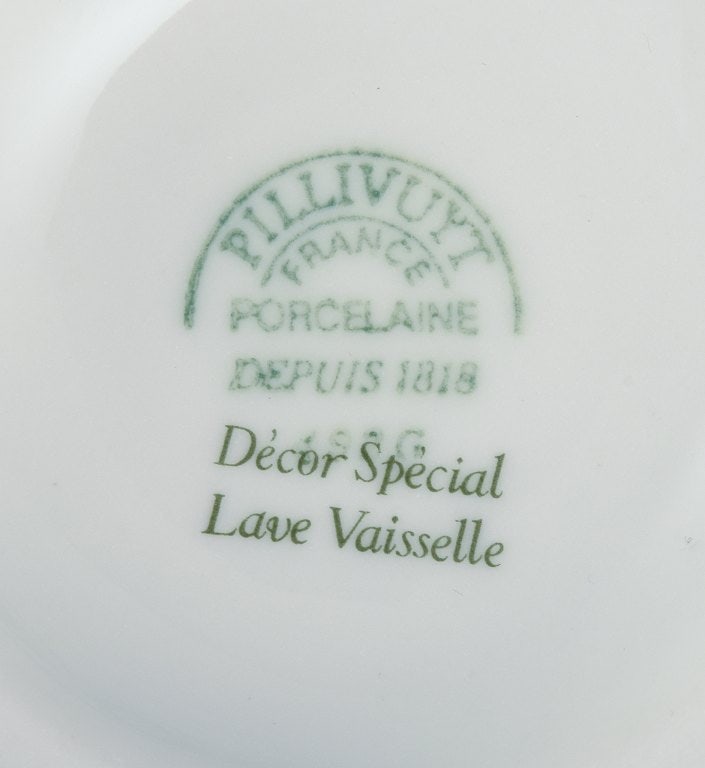 PILLIVUYT
FRANCE
PORCELAINE
DEPUIS 1818
Décor Spécial
Lave Vaisselle